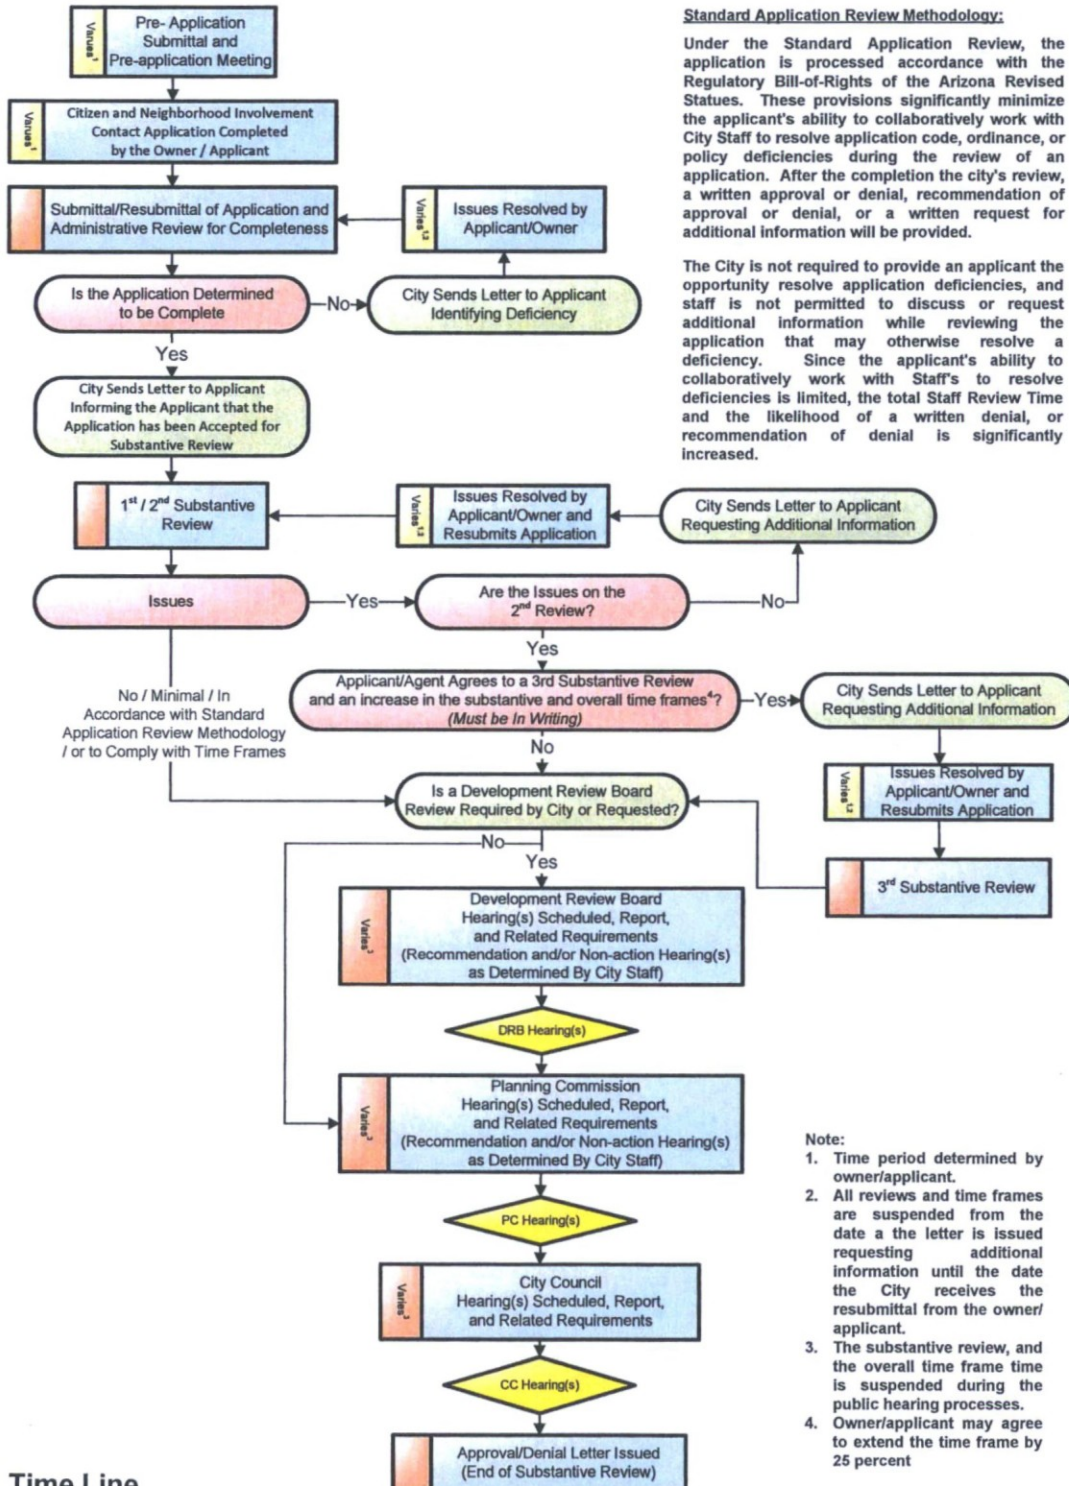 Pre- Application
Submittal and
Pre-application Meeting
Varues¹
Citizen and Neighborhood Involvement
Contact Application Completed
by the Owner / Applicant
Varues¹
Submittal/Resubmittal of Application and
Administrative Review for Completeness
Issues Resolved by
Applicant/Owner
Varies¹,²
Is the Application Determined
to be Complete
No
City Sends Letter to Applicant
Identifying Deficiency
Yes
City Sends Letter to Applicant
Informing the Applicant that the
Application has been Accepted for
Substantive Review
1st / 2nd Substantive
Review
Issues Resolved by
Applicant/Owner and
Resubmits Application
Varies¹,²
City Sends Letter to Applicant
Requesting Additional Information
Issues
Yes
Are the Issues on the
2nd Review?
No
Yes
No / Minimal / In
Accordance with Standard
Application Review Methodology
/ or to Comply with Time Frames
Applicant/Agent Agrees to a 3rd Substantive Review
and an increase in the substantive and overall time frames⁴?
(Must be In Writing)
Yes
City Sends Letter to Applicant
Requesting Additional Information
No
Issues Resolved by
Applicant/Owner and
Resubmits Application
Varies¹,²
Is a Development Review Board
Review Required by City or Requested?
3rd Substantive Review
No
Yes
Development Review Board
Hearing(s) Scheduled, Report,
and Related Requirements
(Recommendation and/or Non-action Hearing(s)
as Determined By City Staff)
Varies³
DRB Hearing(s)
Planning Commission
Hearing(s) Scheduled, Report,
and Related Requirements
(Recommendation and/or Non-action Hearing(s)
as Determined By City Staff)
Varies³
PC Hearing(s)
City Council
Hearing(s) Scheduled, Report,
and Related Requirements
Varies³
CC Hearing(s)
Approval/Denial Letter Issued
(End of Substantive Review)
Time Line
Standard Application Review Methodology:
Under the Standard Application Review, the
application is processed accordance with the
Regulatory Bill-of-Rights of the Arizona Revised
Statues. These provisions significantly minimize
the applicant's ability to collaboratively work with
City Staff to resolve application code, ordinance, or
policy deficiencies during the review of an
application. After the completion the city's review,
a written approval or denial, recommendation of
approval or denial, or a written request for
additional information will be provided.
The City is not required to provide an applicant the
opportunity resolve application deficiencies, and
staff is not permitted to discuss or request
additional information while reviewing the
application that may otherwise resolve a
deficiency. Since the applicant's ability to
collaboratively work with Staff's to resolve
deficiencies is limited, the total Staff Review Time
and the likelihood of a written denial, or
recommendation of denial is significantly
increased.
Note:
1. Time period determined by
owner/applicant.
2. All reviews and time frames
are suspended from the
date a the letter is issued
requesting additional
information until the date
the City receives the
resubmittal from the owner/
applicant.
3. The substantive review, and
the overall time frame time
is suspended during the
public hearing processes.
4. Owner/applicant may agree
to extend the time frame by
25 percent